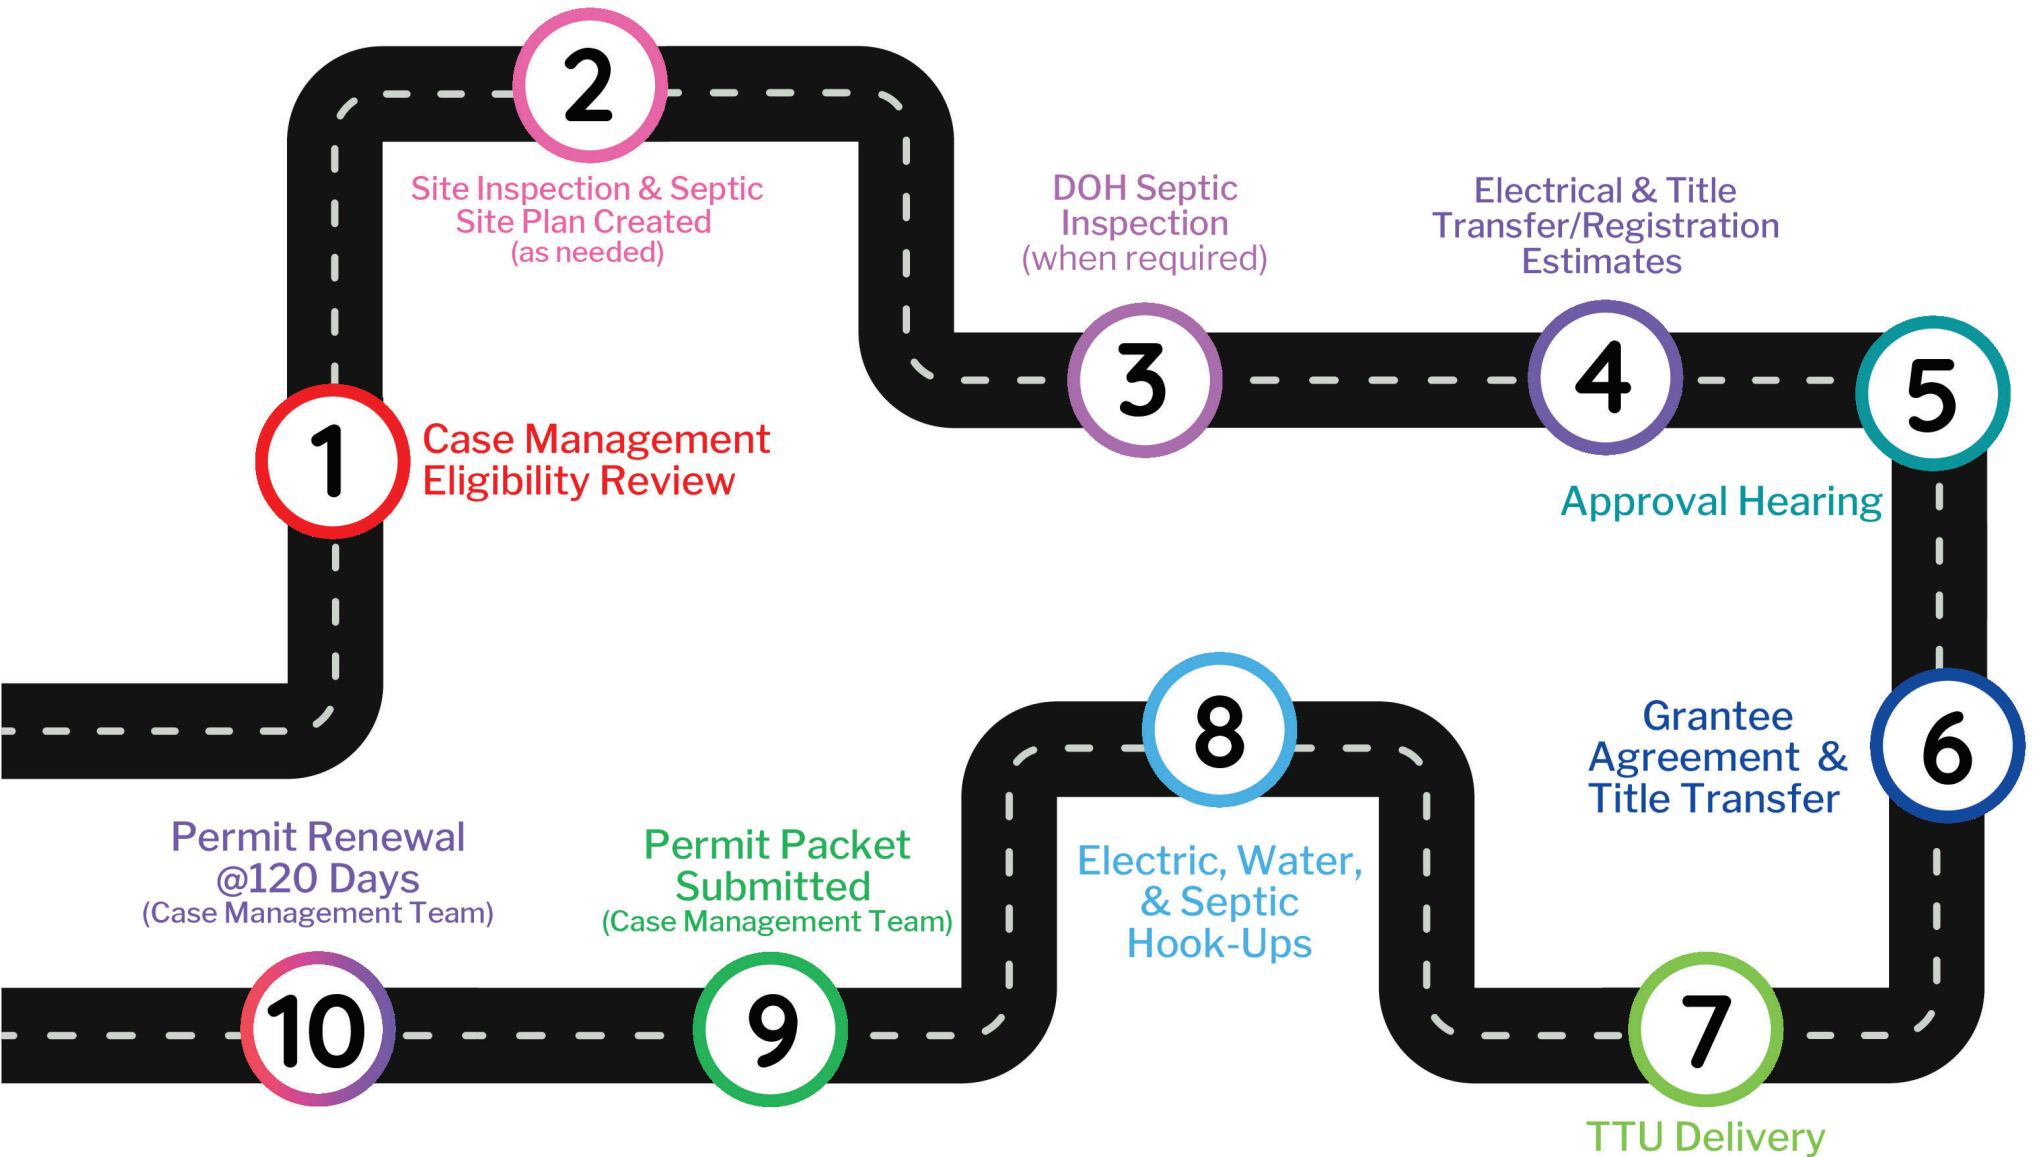 1
Case Management
Eligibility Review
2
Site Inspection & Septic
Site Plan Created
(as needed)
3
DOH Septic
Inspection
(when required)
4
Electrical & Title
Transfer/Registration
Estimates
5
Approval Hearing
6
Grantee
Agreement &
Title Transfer
7
TTU Delivery
8
Electric, Water,
& Septic
Hook-Ups
9
Permit Packet
Submitted
(Case Management Team)
10
Permit Renewal
@120 Days
(Case Management Team)